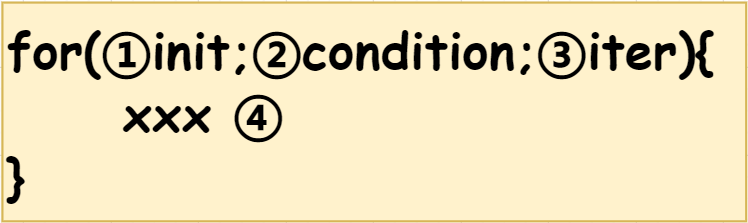 for(①init;②condition;③iter){
xxx ④
}